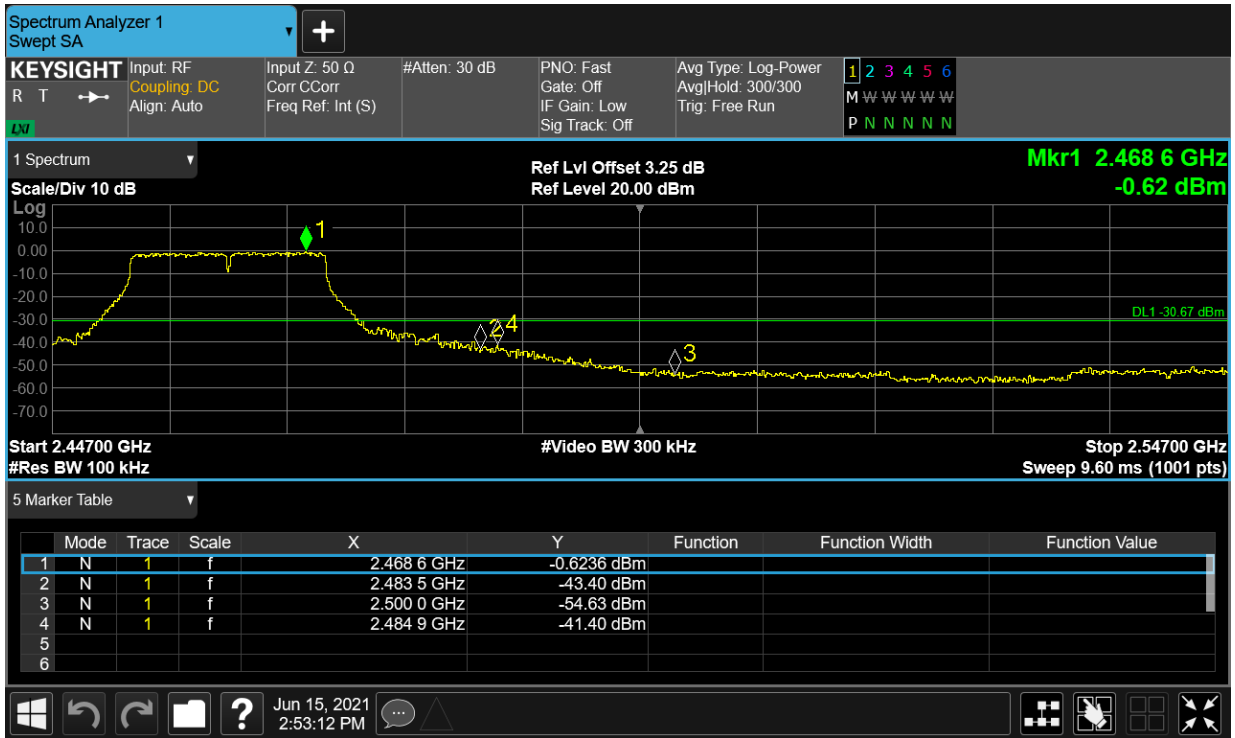 Spectrum Analyzer 1
Swept SA
KEYSIGHT
R T
LXI
Input: RF
Coupling: DC
Align: Auto
Input Z: 50 Ω
Corr CCorr
Freq Ref: Int (S)
#Atten: 30 dB
PNO: Fast
Gate: Off
IF Gain: Low
Sig Track: Off
Avg Type: Log-Power
Avg|Hold: 300/300
Trig: Free Run
1 2 3 4 5 6
M W W W W W
P N N N N N
1 Spectrum
Scale/Div 10 dB
Ref Lvl Offset 3.25 dB
Ref Level 20.00 dBm
Mkr1 2.468 6 GHz
-0.62 dBm
Log
10.0
0.00
-10.0
-20.0
-30.0
-40.0
-50.0
-60.0
-70.0
1
2
4
3
DL1 -30.67 dBm
Start 2.44700 GHz
#Res BW 100 kHz
#Video BW 300 kHz
Stop 2.54700 GHz
Sweep 9.60 ms (1001 pts)
5 Marker Table
Mode Trace Scale X Y Function Function Width Function Value
1 N 1 f 2.468 6 GHz -0.6236 dBm
2 N 1 f 2.483 5 GHz -43.40 dBm
3 N 1 f 2.500 0 GHz -54.63 dBm
4 N 1 f 2.484 9 GHz -41.40 dBm
5
6
?
Jun 15, 2021
2:53:12 PM